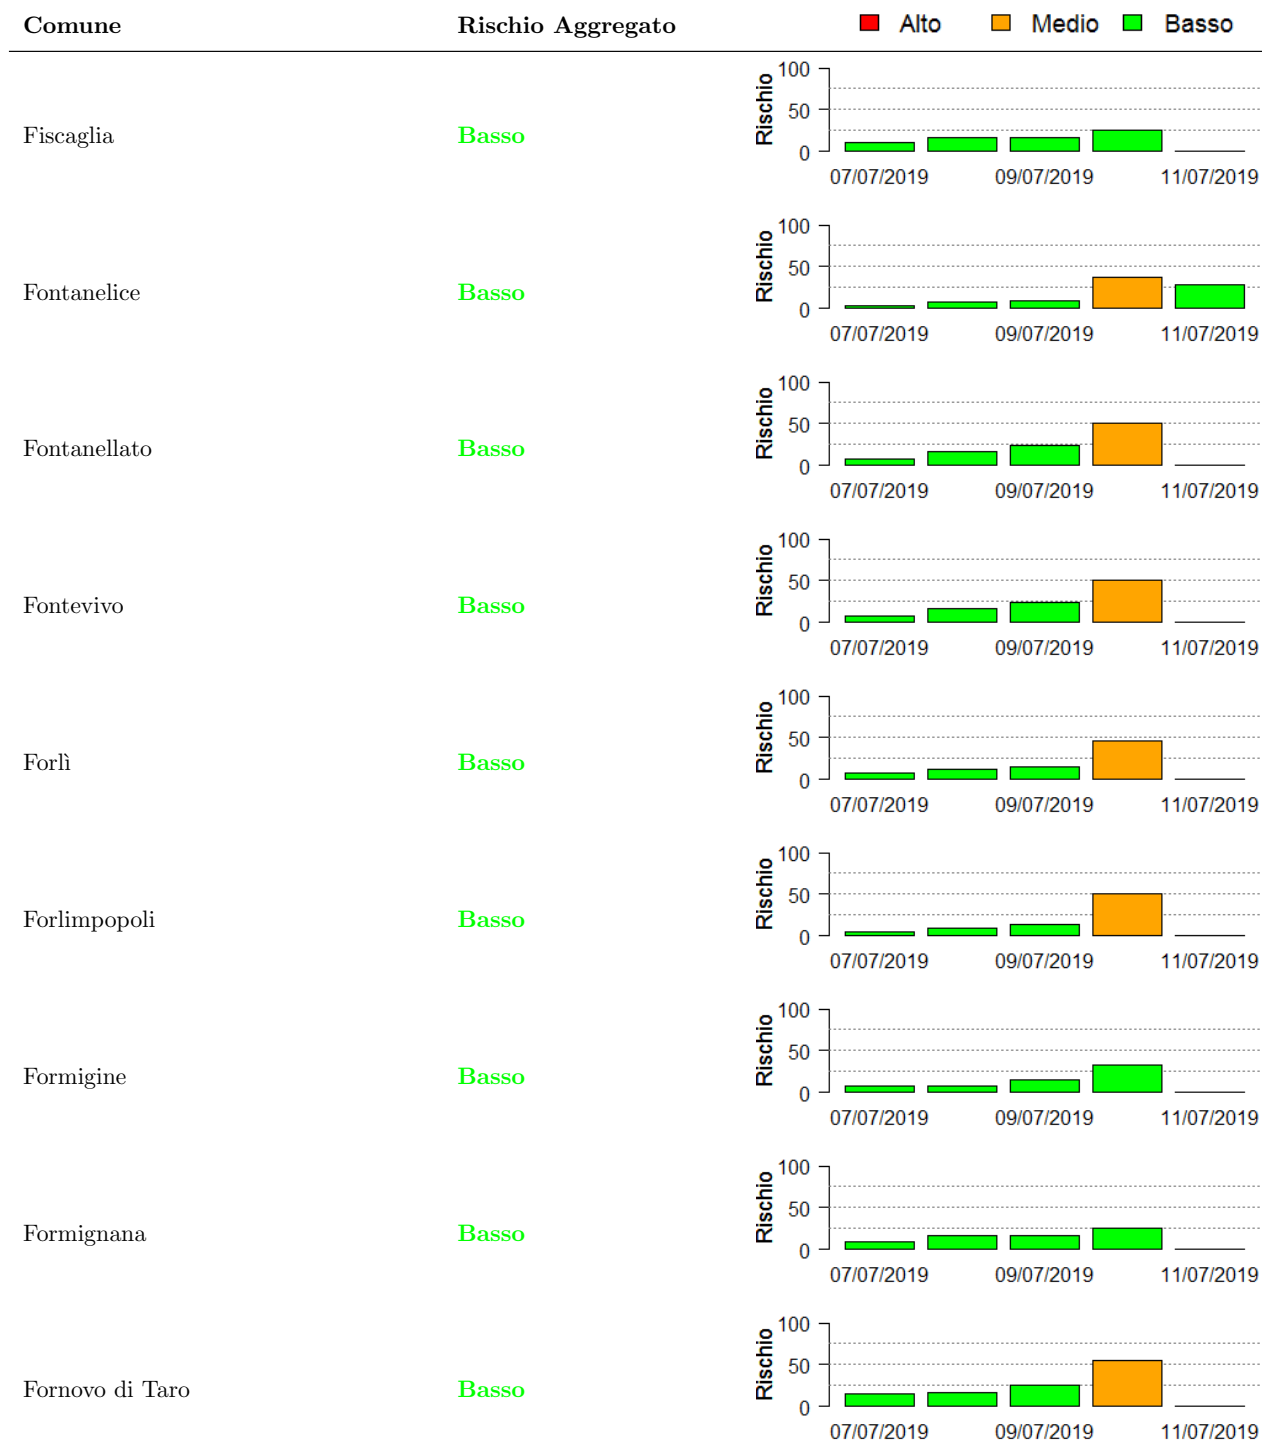 Comune Rischio Aggregato Alto Medio Basso
Fiscaglia Basso
Rischio
100
50
0
07/07/2019 09/07/2019 11/07/2019
Fontanelice Basso
Rischio
100
50
0
07/07/2019 09/07/2019 11/07/2019
Fontanellato Basso
Rischio
100
50
0
07/07/2019 09/07/2019 11/07/2019
Fontevivo Basso
Rischio
100
50
0
07/07/2019 09/07/2019 11/07/2019
Forlì Basso
Rischio
100
50
0
07/07/2019 09/07/2019 11/07/2019
Forlimpopoli Basso
Rischio
100
50
0
07/07/2019 09/07/2019 11/07/2019
Formigine Basso
Rischio
100
50
0
07/07/2019 09/07/2019 11/07/2019
Formignana Basso
Rischio
100
50
0
07/07/2019 09/07/2019 11/07/2019
Fornovo di Taro Basso
Rischio
100
50
0
07/07/2019 09/07/2019 11/07/2019